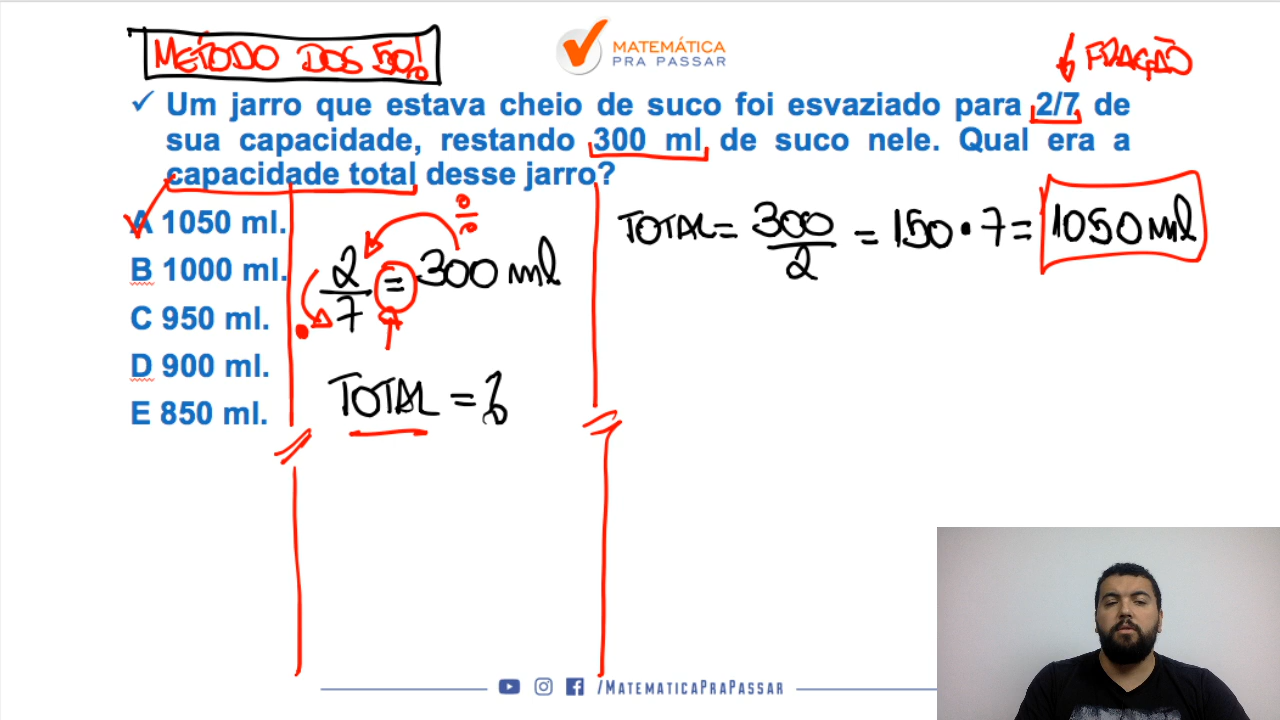 METODO DOS 50%
MATEMÁTICA
PRA PASSAR
FRAÇÃO
✓ Um jarro que estava cheio de suco foi esvaziado para 2/7 de
sua capacidade, restando 300 ml de suco nele. Qual era a
capacidade total desse jarro?
A 1050 ml.
B 1000 ml.
C 950 ml.
D 900 ml.
E 850 ml.
2/7 = 300 ml
TOTAL = ?
TOTAL = 300/2 = 150 • 7 = 1050 ml
/MATEMATICAPRAPASSAR